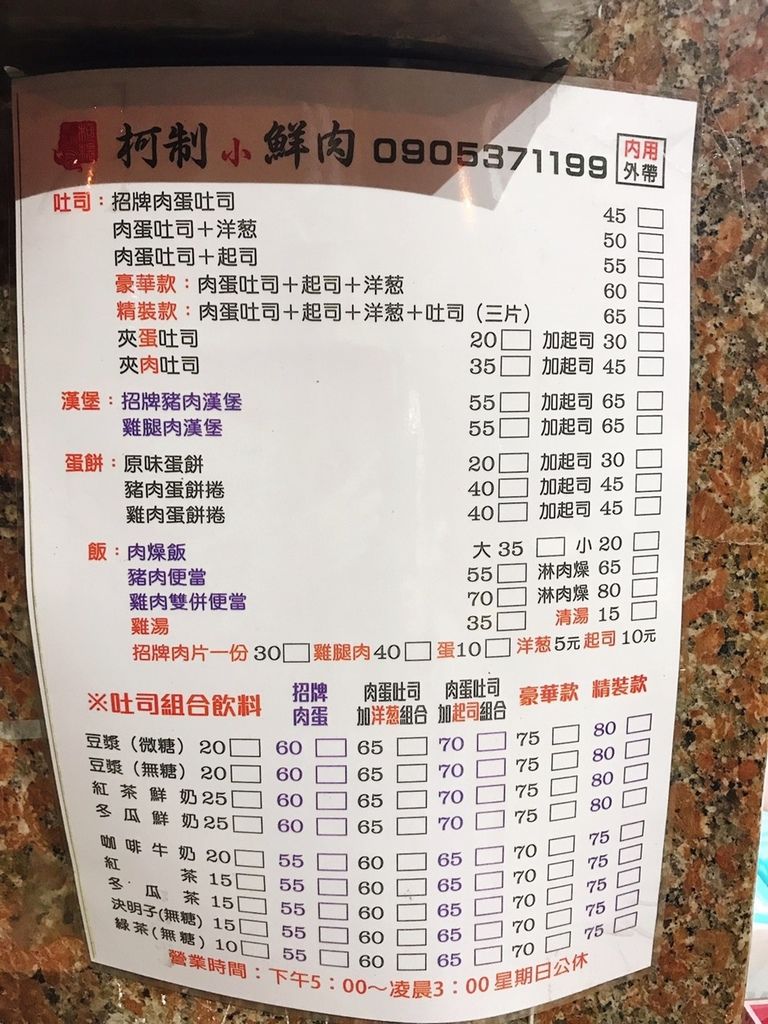 柯制小鮮肉 0905371199 內用
外帶
吐司：招牌肉蛋吐司 45 □
肉蛋吐司＋洋葱 50 □
肉蛋吐司＋起司 55 □
豪華款：肉蛋吐司＋起司＋洋葱 60 □
精裝款：肉蛋吐司＋起司＋洋葱＋吐司（三片） 65 □
夾蛋吐司 20 □ 加起司 30 □
夾肉吐司 35 □ 加起司 45 □
漢堡：招牌豬肉漢堡 55 □ 加起司 65 □
雞腿肉漢堡 55 □ 加起司 65 □
蛋餅：原味蛋餅 20 □ 加起司 30 □
豬肉蛋餅捲 40 □ 加起司 45 □
雞肉蛋餅捲 40 □ 加起司 45 □
飯：肉燥飯 大 35 □ 小 20 □
豬肉便當 55 □ 淋肉燥 65 □
雞肉雙併便當 70 □ 淋肉燥 80 □
雞湯 35 □ 清湯 15 □
招牌肉片一份 30 □ 雞腿肉 40 □ 蛋10 □ 洋葱 5元 起司 10元
※吐司組合飲料 招牌肉蛋 肉蛋吐司加洋葱組合 肉蛋吐司加起司組合 豪華款 精裝款
豆漿（微糖） 20 □ 60 □ 65 □ 70 □ 75 □ 80 □
豆漿（無糖） 20 □ 60 □ 65 □ 70 □ 75 □ 80 □
紅茶鮮奶 25 □ 60 □ 65 □ 70 □ 75 □ 80 □
冬瓜鮮奶 25 □ 60 □ 65 □ 70 □ 75 □ 80 □
咖啡牛奶 20 □ 55 □ 60 □ 65 □ 70 □ 75 □
紅茶 15 □ 55 □ 60 □ 65 □ 70 □ 75 □
冬瓜茶 15 □ 55 □ 60 □ 65 □ 70 □ 75 □
決明子(無糖) 15 □ 55 □ 60 □ 65 □ 70 □ 75 □
綠茶(無糖) 10 □ 55 □ 60 □ 65 □ 70 □ 75 □
營業時間：下午5：00～凌晨3：00 星期日公休